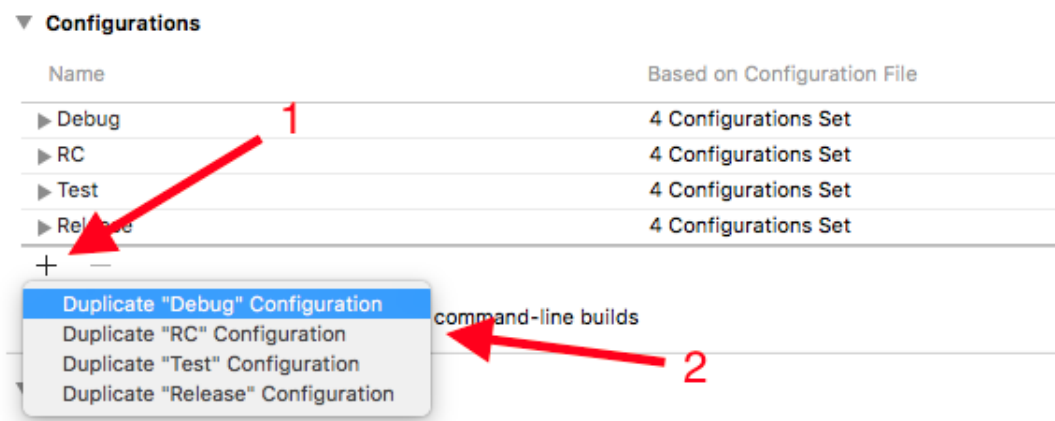 Configurations
Name Based on Configuration File
1
Debug 4 Configurations Set
RC 4 Configurations Set
Test 4 Configurations Set
Release 4 Configurations Set
Duplicate "Debug" Configuration
command-line builds
Duplicate "RC" Configuration
Duplicate "Test" Configuration
2
Duplicate "Release" Configuration